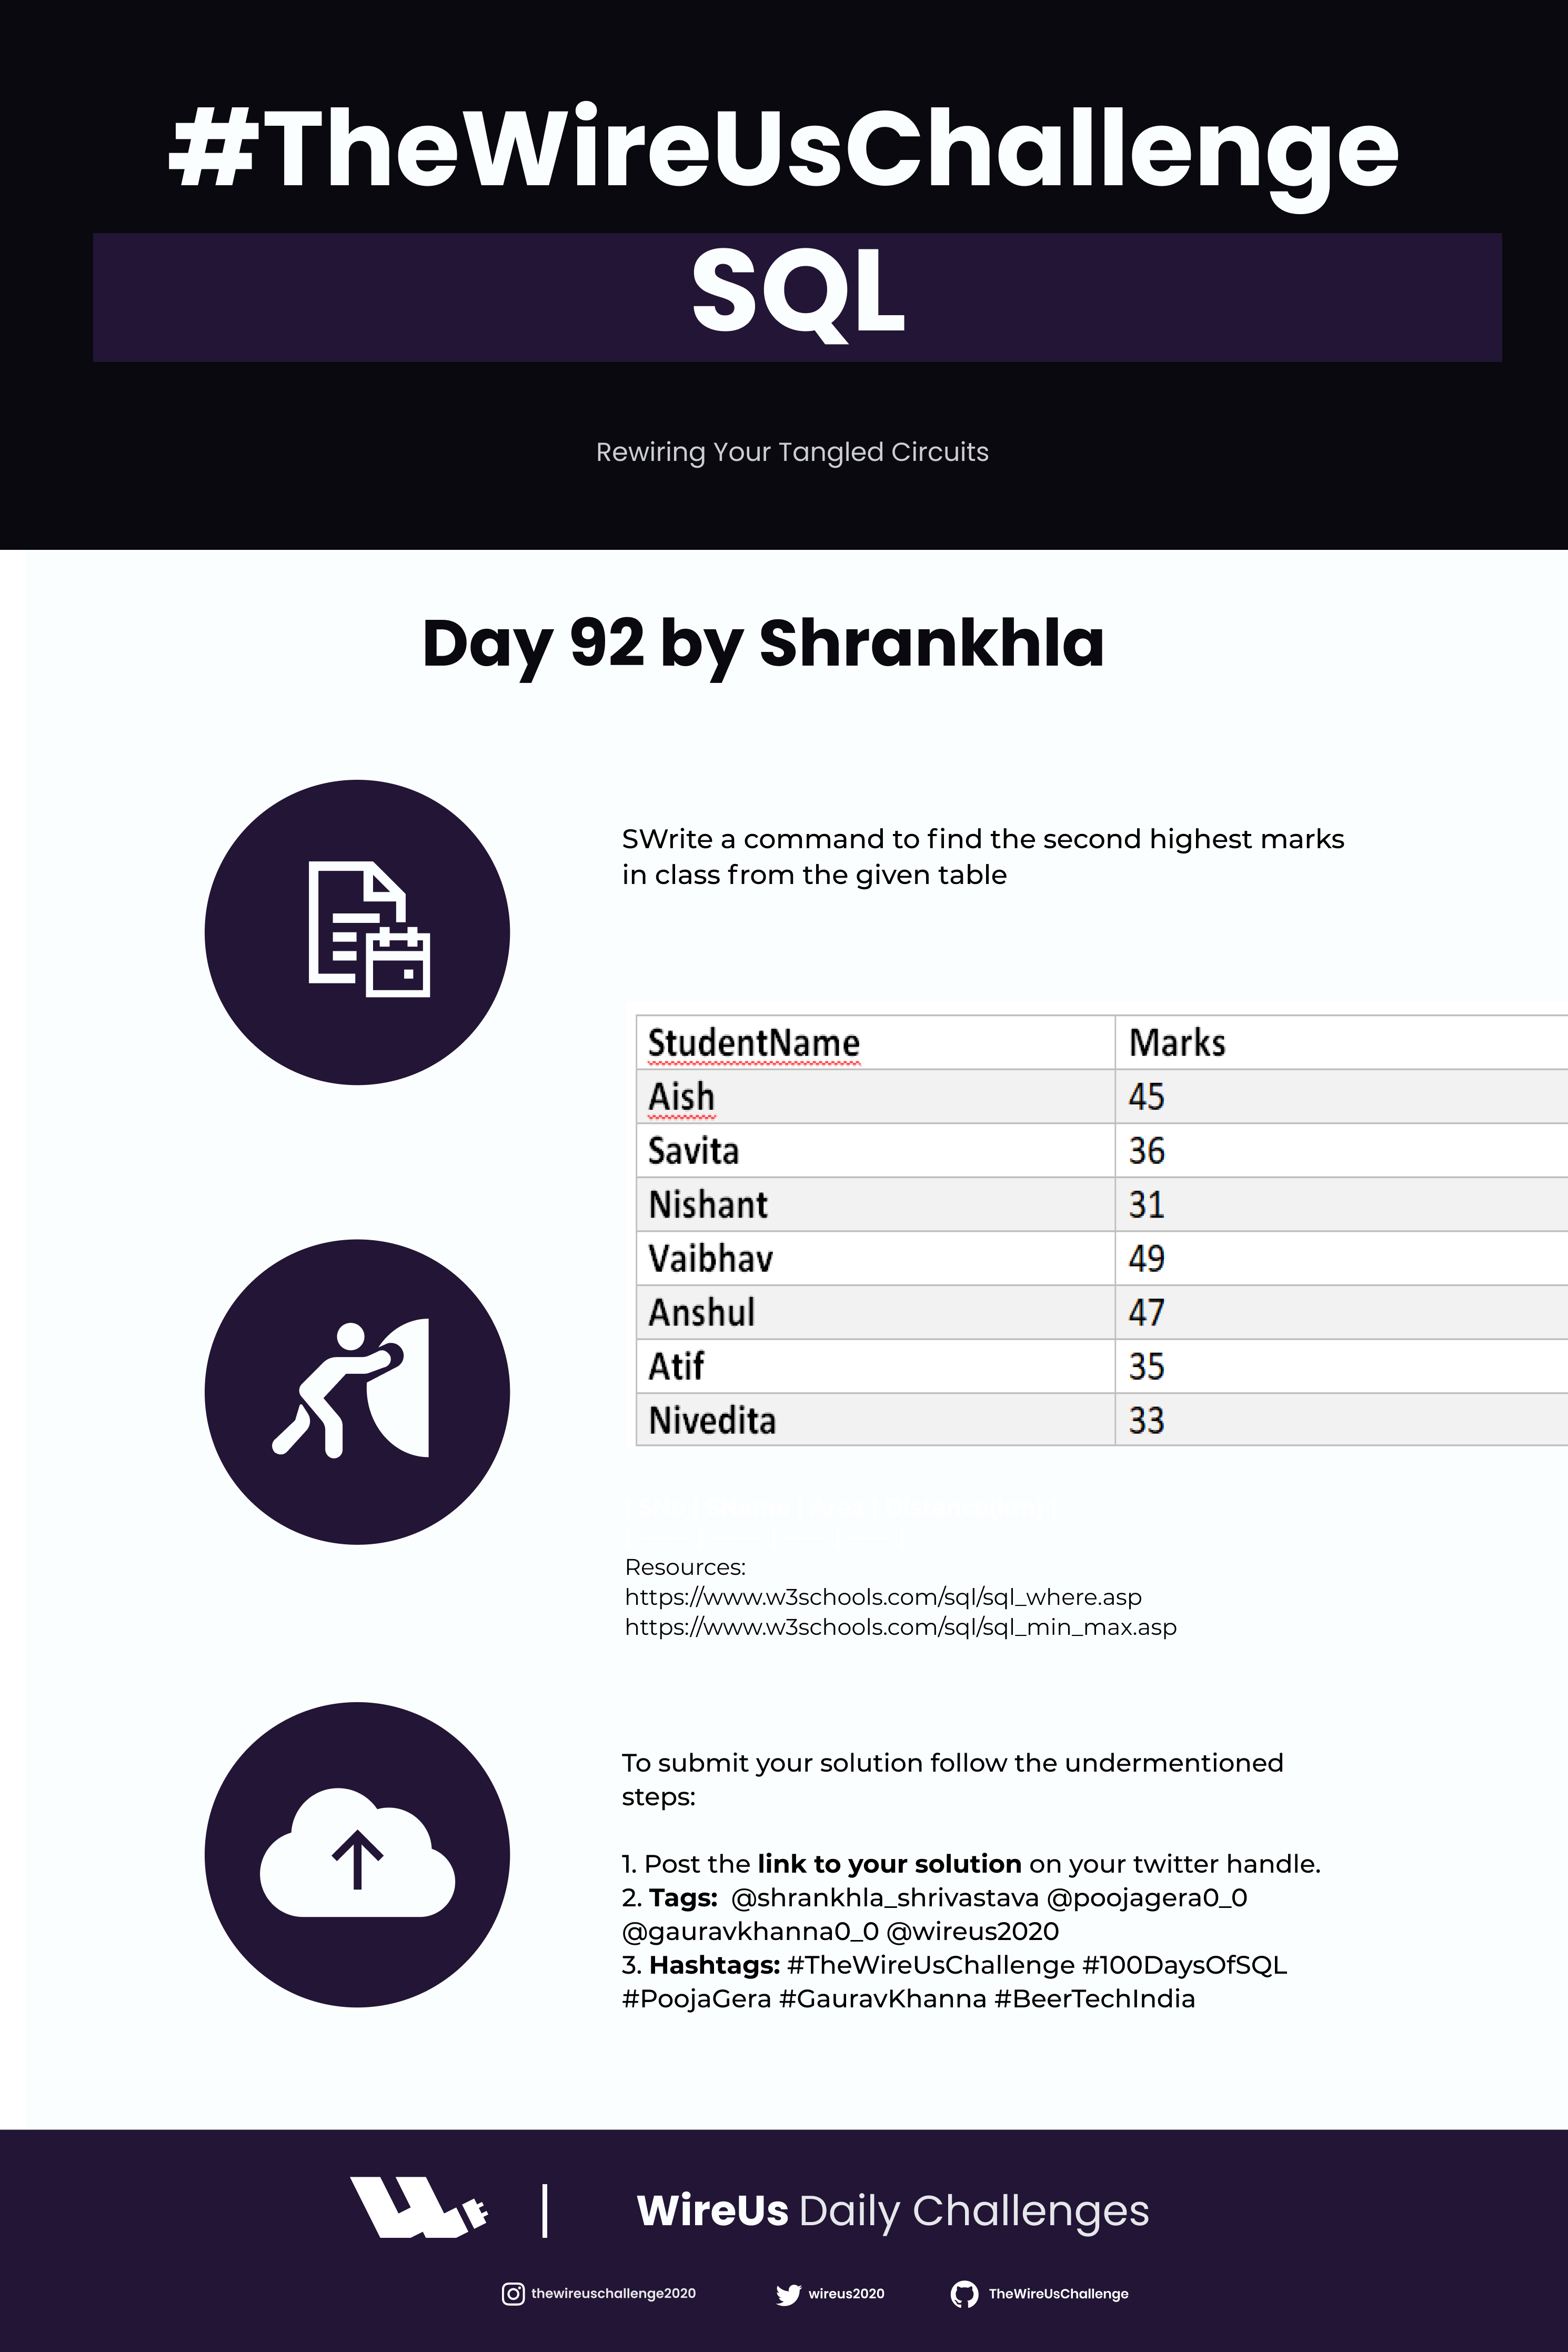 #TheWireUsChallenge
SQL
Rewiring Your Tangled Circuits
Day 92 by Shrankhla
SWrite a command to find the second highest marks
in class from the given table
StudentName Marks
Aish 45
Savita 36
Nishant 31
Vaibhav 49
Anshul 47
Atif 35
Nivedita 33
Resources:
https://www.w3schools.com/sql/sql_where.asp
https://www.w3schools.com/sql/sql_min_max.asp
To submit your solution follow the undermentioned
steps:
1. Post the link to your solution on your twitter handle.
2. Tags: @shrankhla_shrivastava @poojagera0_0
@gauravkhanna0_0 @wireus2020
3. Hashtags: #TheWireUsChallenge #100DaysOfSQL
#PoojaGera #GauravKhanna #BeerTechIndia
WireUs Daily Challenges
thewireuschallenge2020 wireus2020 TheWireUsChallenge